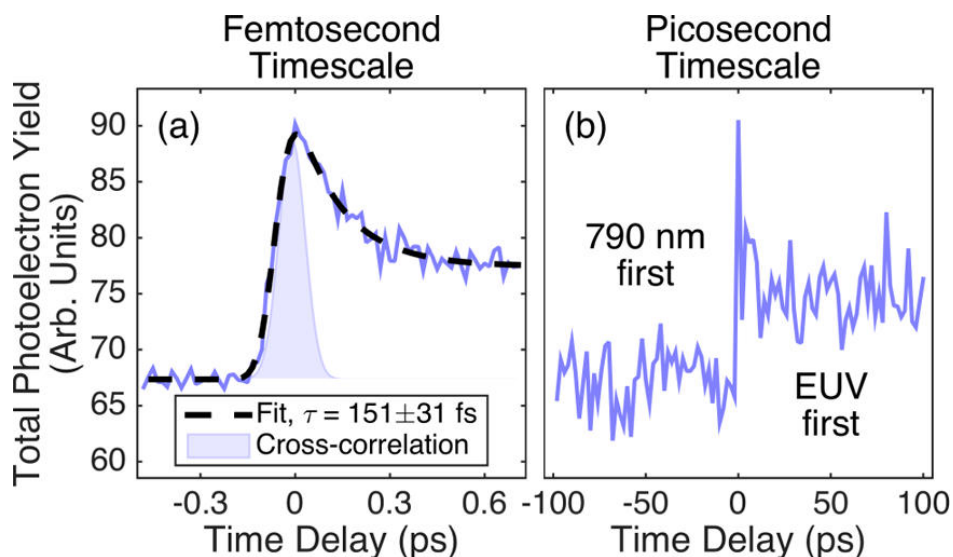 Femtosecond
Timescale
Picosecond
Timescale
Total Photoelectron Yield
(Arb. Units)
(a)
90
85
80
75
70
65
60
Fit, τ = 151±31 fs
Cross-correlation
-0.3
0
0.3
0.6
Time Delay (ps)
(b)
790 nm
first
EUV
first
-100
-50
0
50
100
Time Delay (ps)